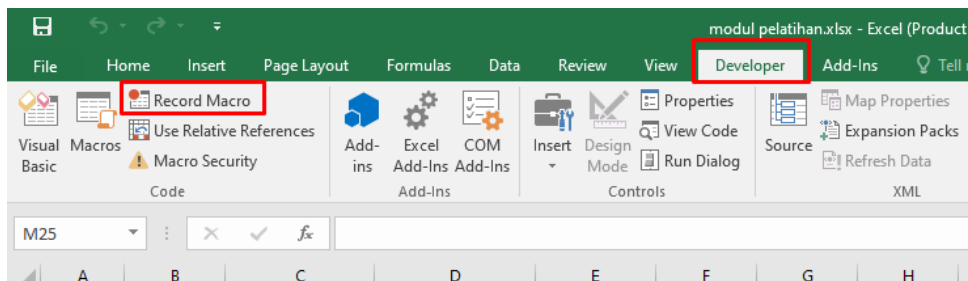 modul pelatihan.xlsx - Excel (Product
File Home Insert Page Layout Formulas Data Review View Developer Add-Ins Tell
Record Macro
Use Relative References
Macro Security
Visual Basic
Macros
Code
Add-ins
Excel Add-Ins
COM Add-Ins
Add-Ins
Insert
Design Mode
Properties
View Code
Run Dialog
Controls
Source
Map Properties
Expansion Packs
Refresh Data
XML
M25 fx
A B C D E F G H